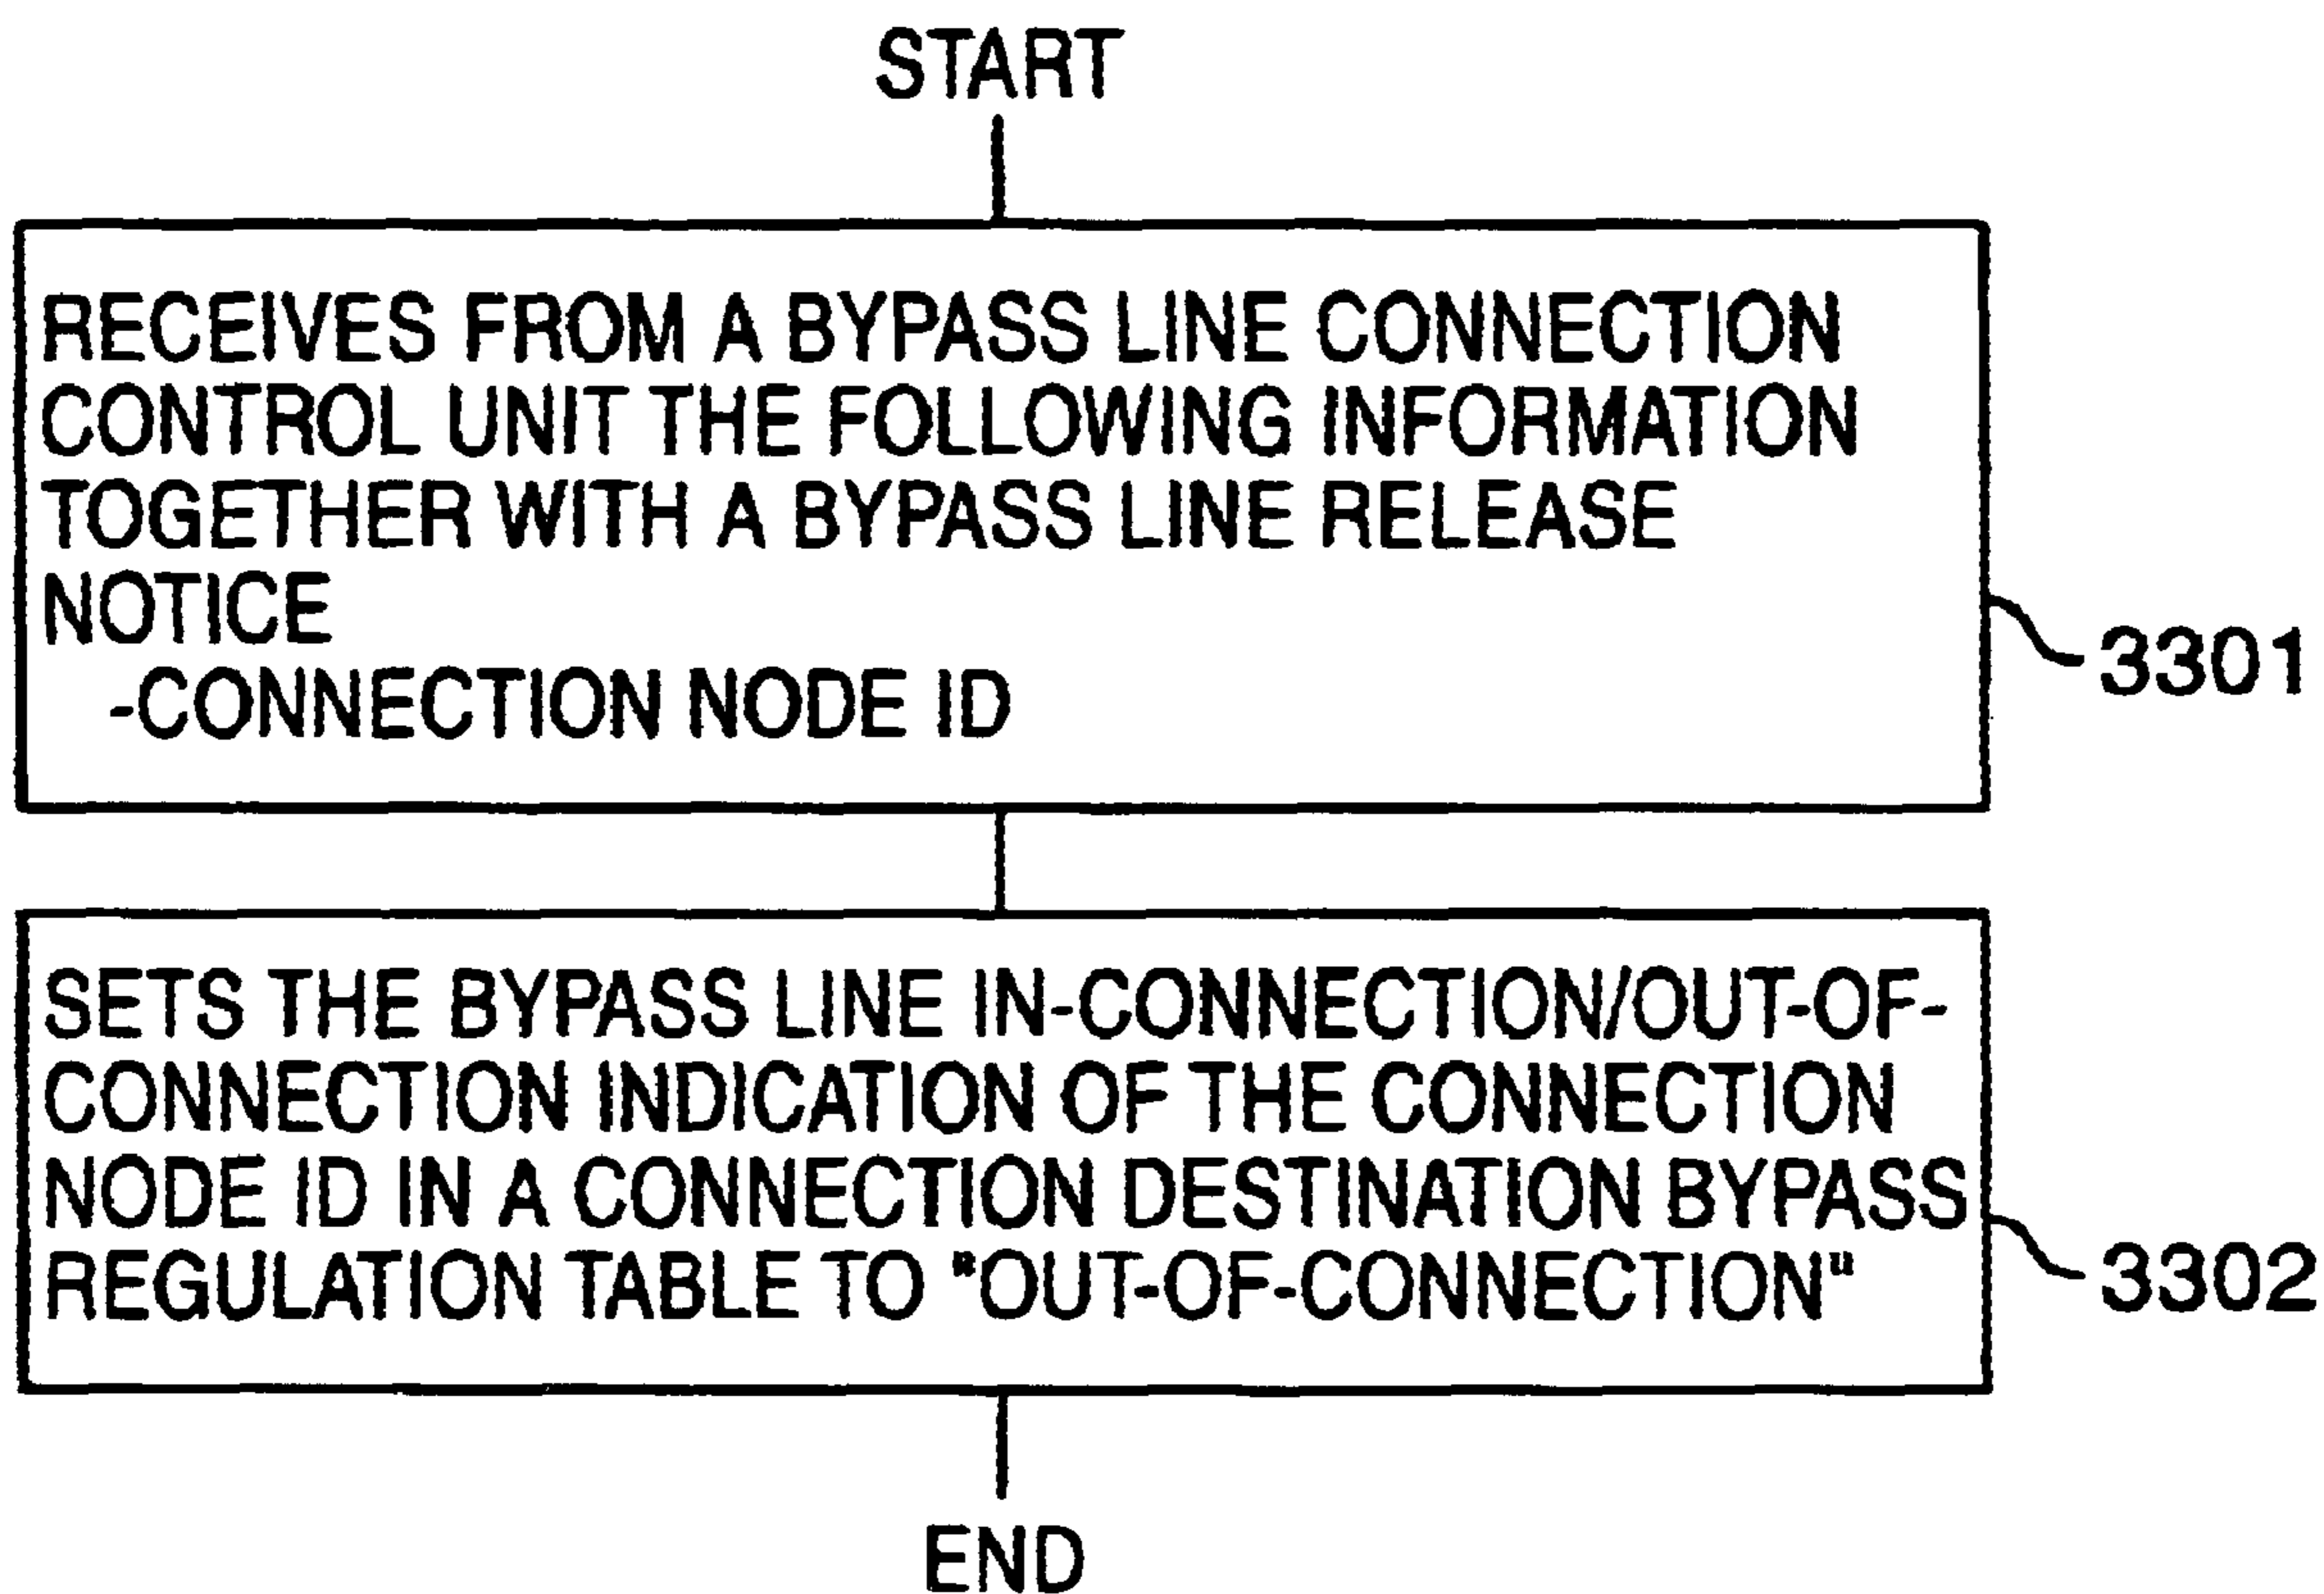 START
RECEIVES FROM A BYPASS LINE CONNECTION
CONTROL UNIT THE FOLLOWING INFORMATION
TOGETHER WITH A BYPASS LINE RELEASE
NOTICE
-CONNECTION NODE ID
3301
SETS THE BYPASS LINE IN-CONNECTION/OUT-OF-
CONNECTION INDICATION OF THE CONNECTION
NODE ID IN A CONNECTION DESTINATION BYPASS
REGULATION TABLE TO "OUT-OF-CONNECTION"
3302
END